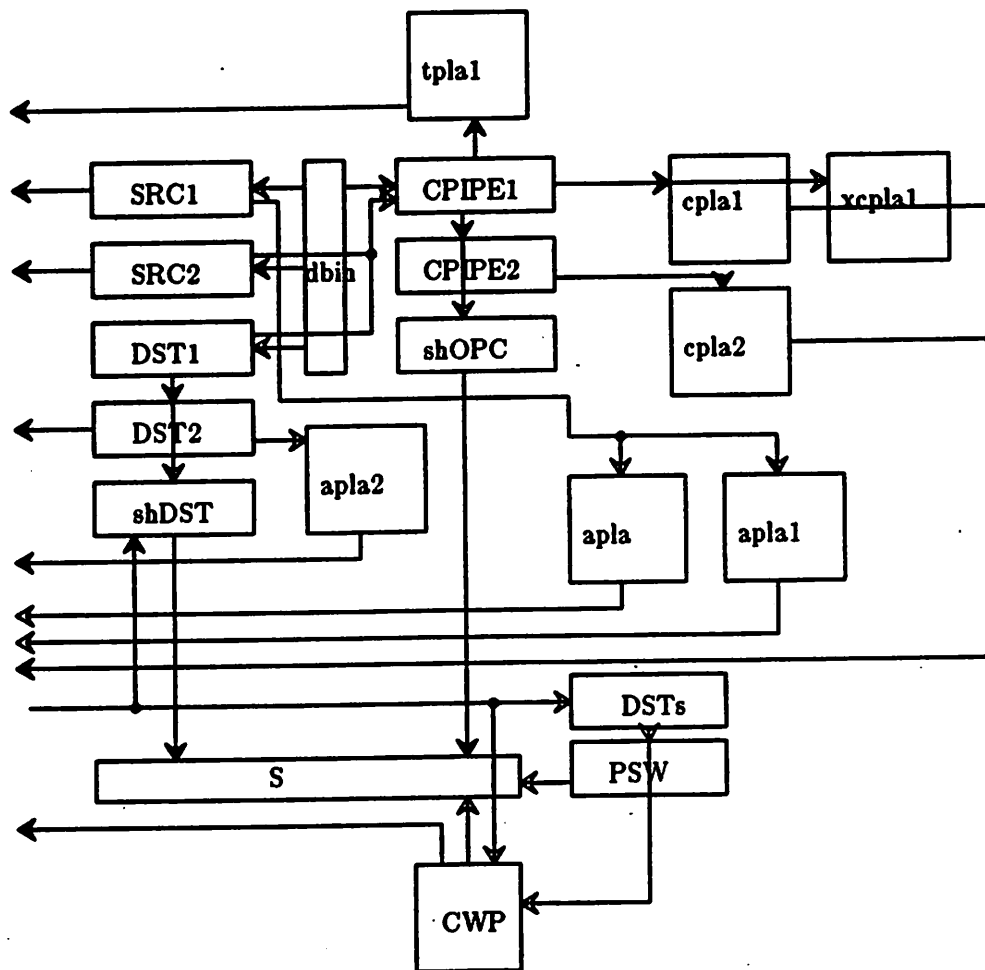 tpla1
SRC1
CPIPE1
cpla1
xcpla1
SRC2
dbin
CPIPE2
DST1
shOPC
cpla2
DST2
apla2
shDST
apla
apla1
DSTs
S
PSW
CWP